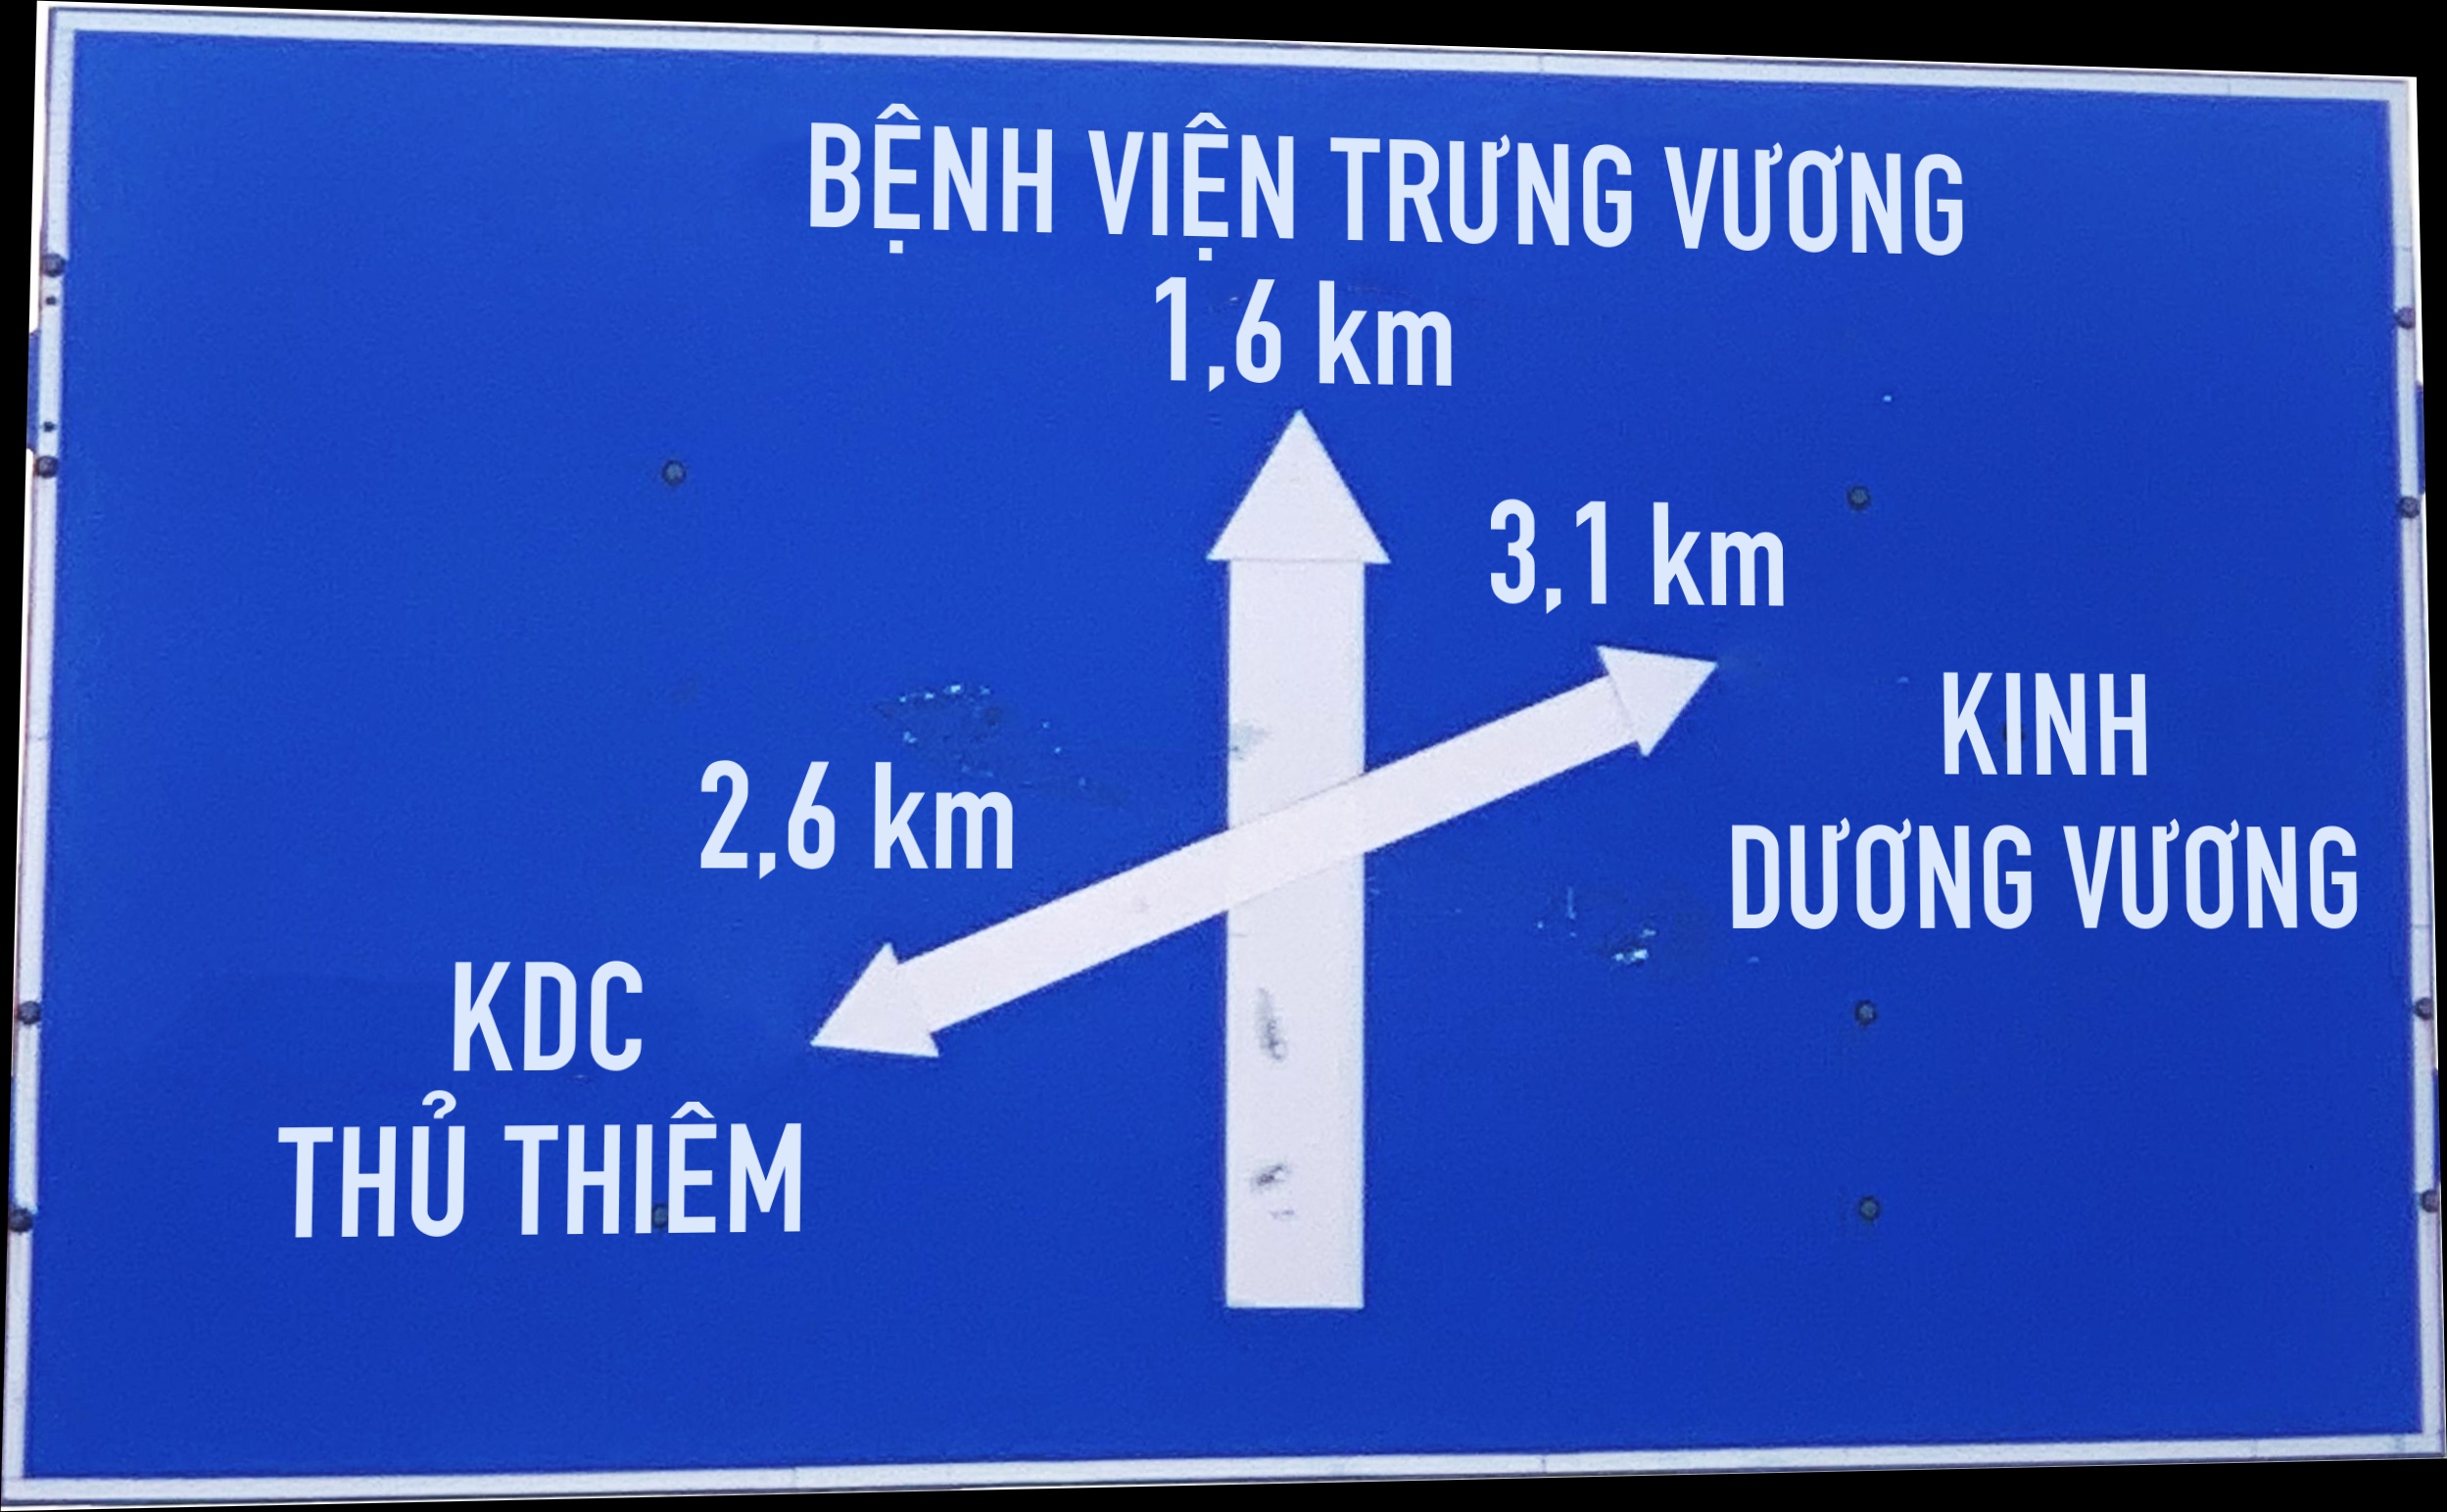 BỆNH VIỆN TRƯNG VƯƠNG
1,6 km
3,1 km
KINH
DƯƠNG VƯƠNG
2,6 km
KDC
THỦ THIÊM